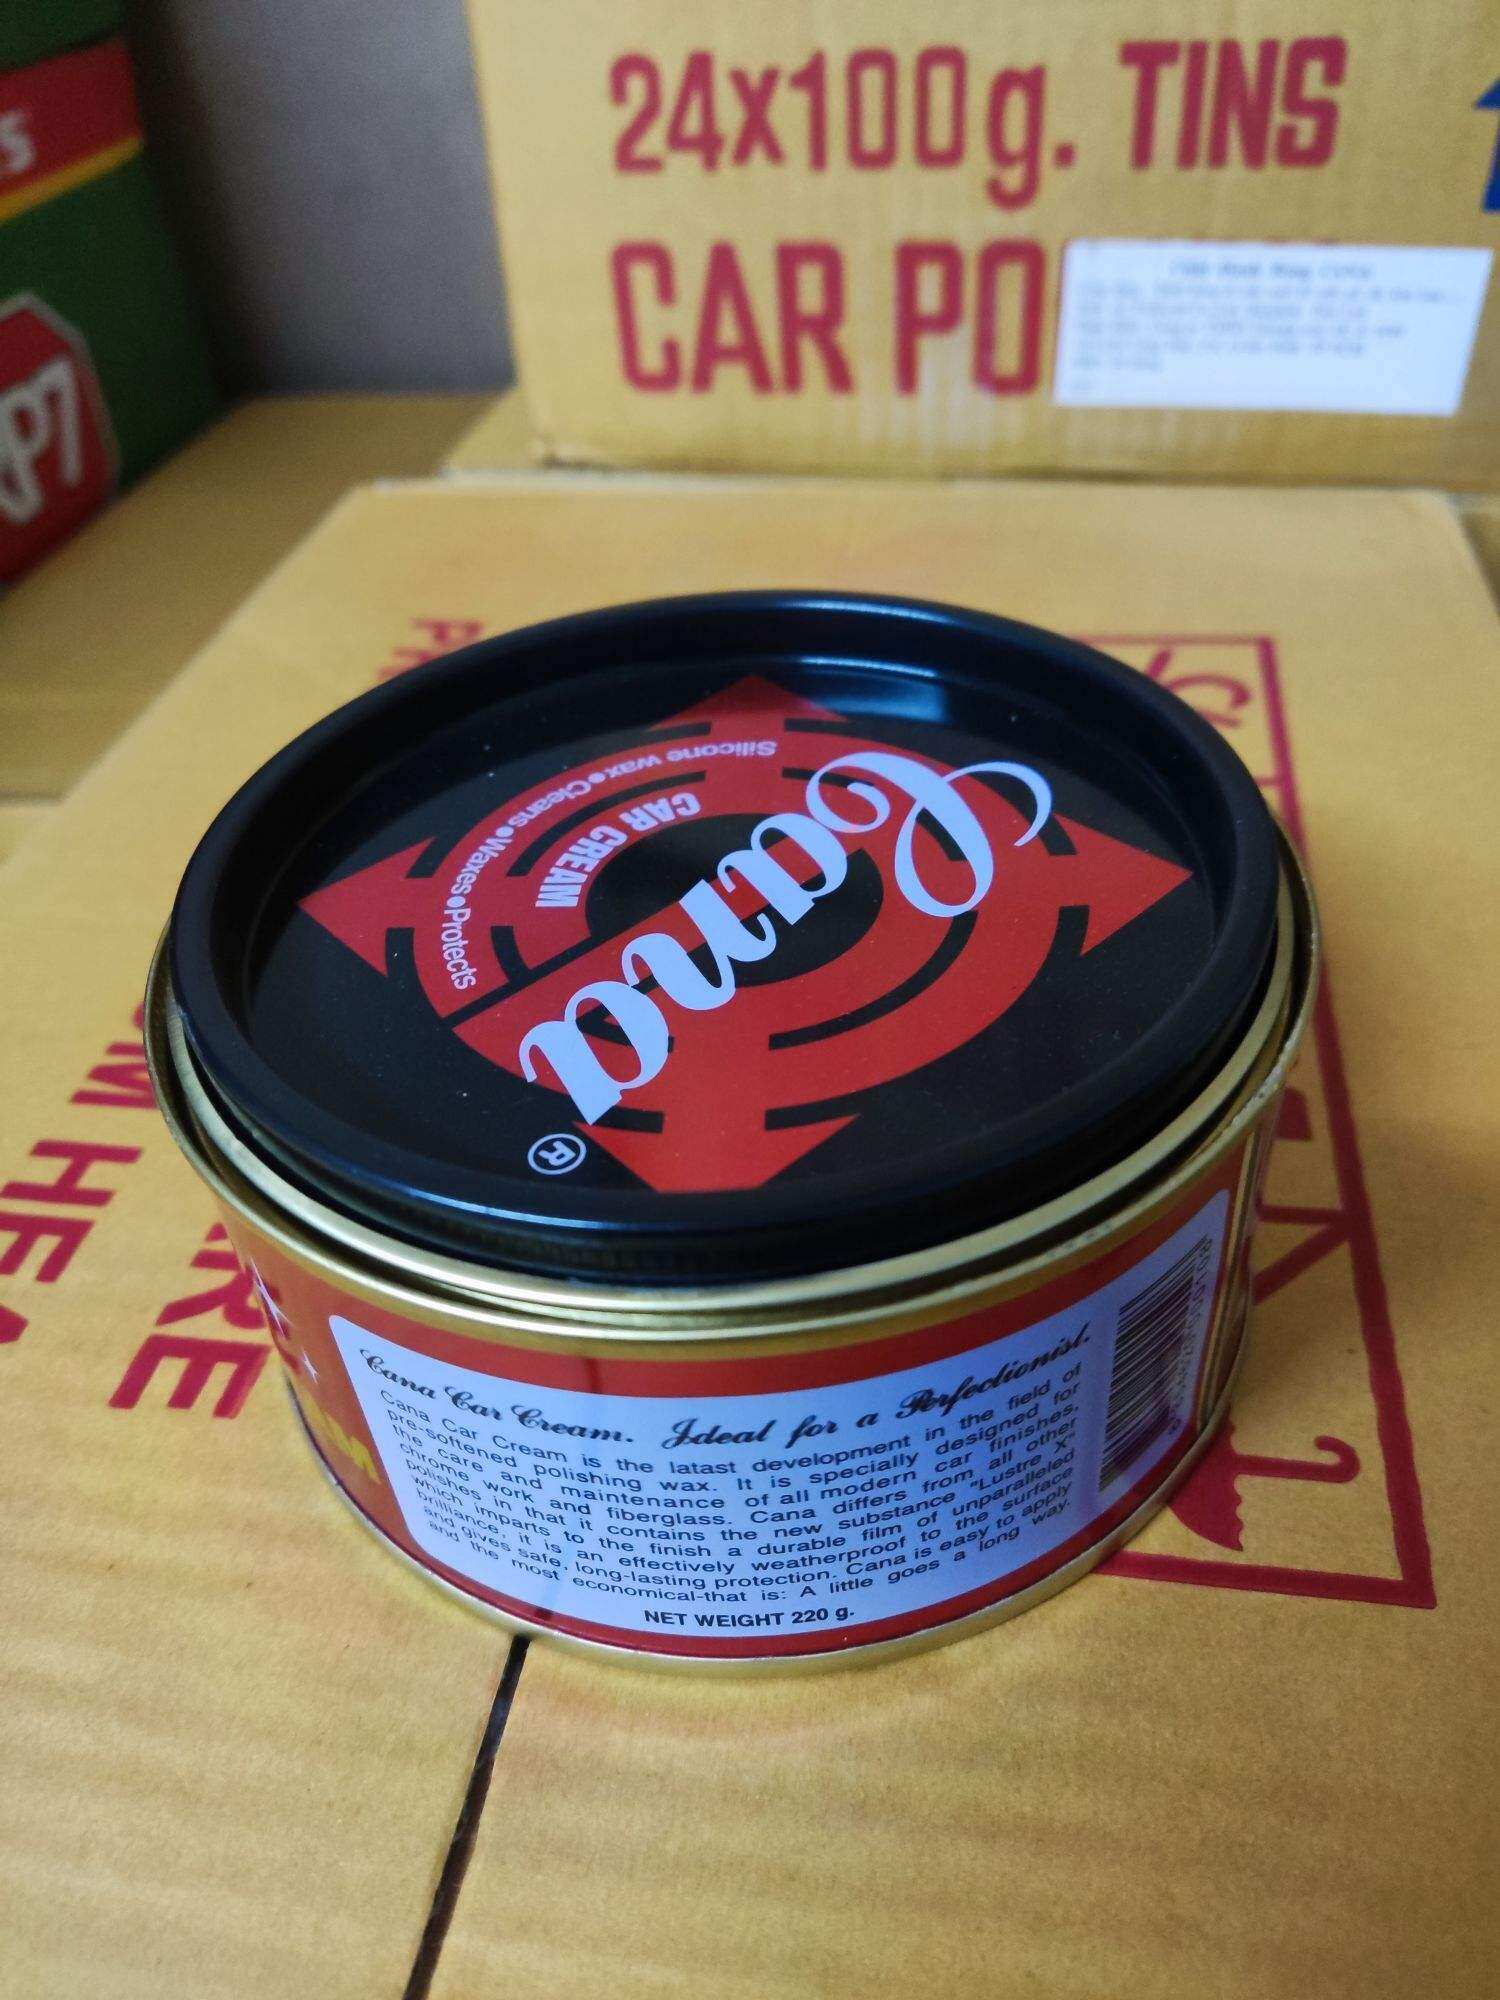 24x100g. TINS
CAR PO
RP7
Silicone wax●Cleans●Waxes●Protects
CAR CREAM
Cana
®
Cana Car Cream. Ideal for a Perfectionist.
Cana Car Cream is the latast development in the field of
pre-softened polishing wax. It is specially designed for
the care and maintenance of all modern car finishes,
chrome work and fiberglass. Cana differs from all other
polishes in that it contains the new substance "Lustre X"
which imparts to the finish a durable film of unparalleled
brilliance, it is an effectively weatherproof to the surface
and gives safe, long-lasting protection. Cana is easy to apply
and the most economical-that is: A little goes a long way.
NET WEIGHT 220 g.